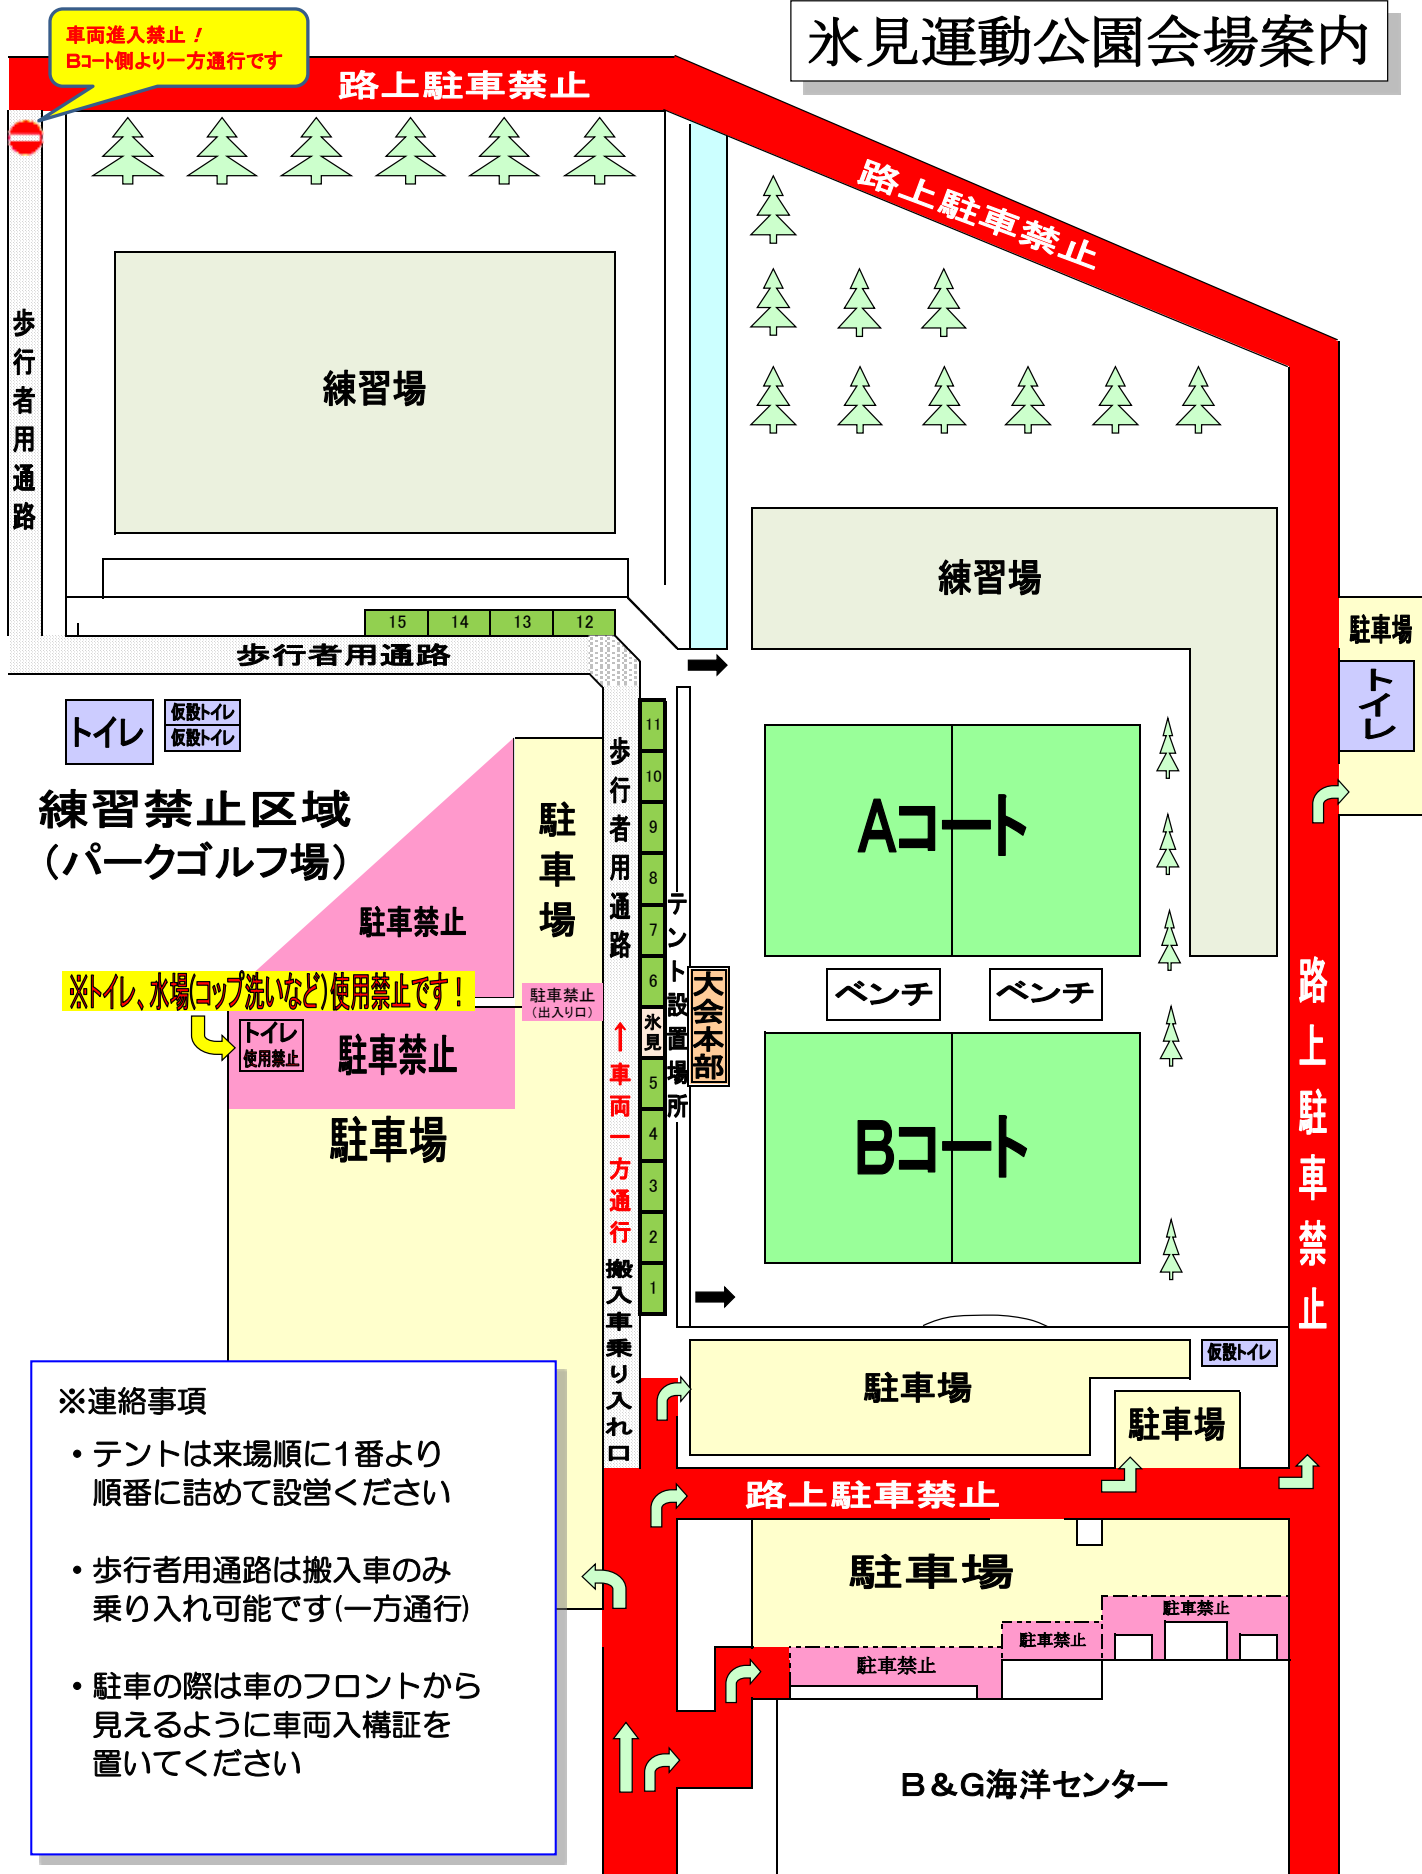 氷見運動公園会場案内
車両進入禁止！
Bコート側より一方通行です
路上駐車禁止
路上駐車禁止
歩行者用通路
練習場
練習場
駐車場
トイレ
15 14 13 12
歩行者用通路
トイレ
仮設トイレ
仮設トイレ
練習禁止区域
（パークゴルフ場）
駐車場
駐車禁止
歩行者用通路
11
10
9
8
7
6
氷見
5
4
3
2
1
テント設置場所
大会本部
Aコート
ベンチ
ベンチ
Bコート
路上駐車禁止
※トイレ、水場(コップ洗いなど)使用禁止です！
駐車禁止
（出入り口）
トイレ
使用禁止
駐車禁止
駐車場
↑車両一方通行
搬入車乗り入れ口
駐車場
仮設トイレ
駐車場
路上駐車禁止
駐車場
駐車禁止
駐車禁止
駐車禁止
B＆G海洋センター
※連絡事項
・テントは来場順に1番より
順番に詰めて設営ください
・歩行者用通路は搬入車のみ
乗り入れ可能です(一方通行)
・駐車の際は車のフロントから
見えるように車両入構証を
置いてください